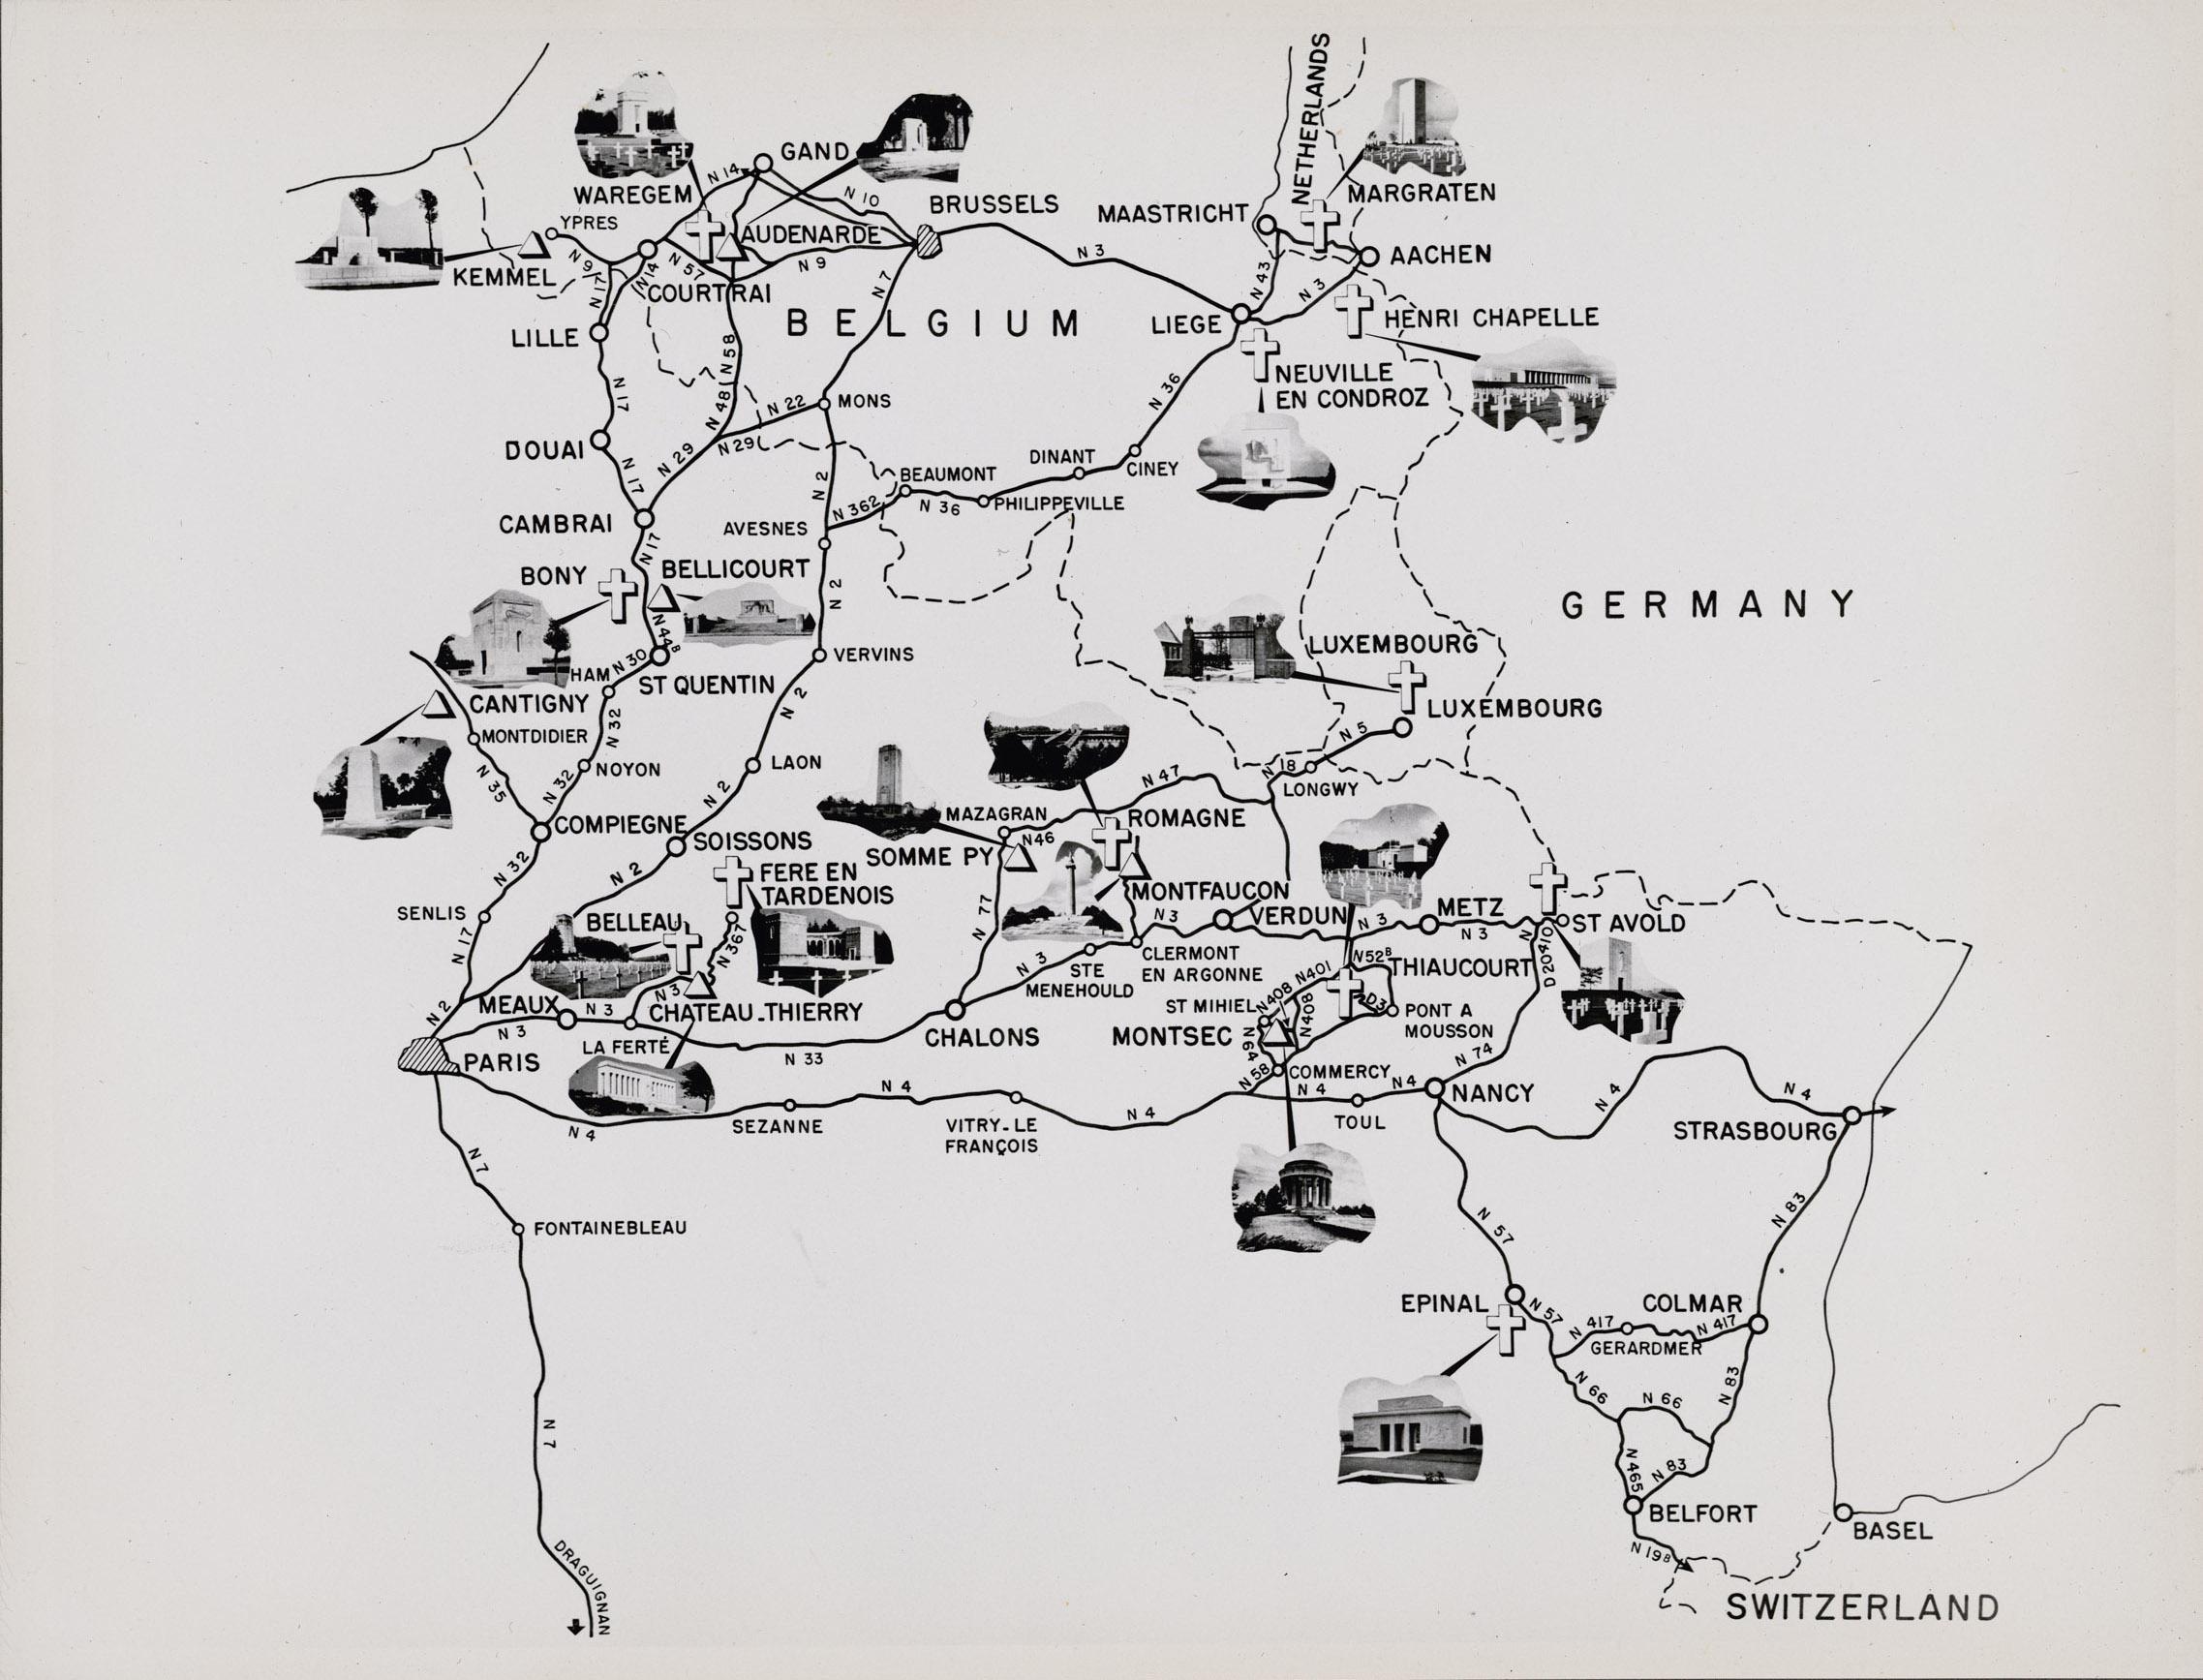 NETHERLANDS
GAND
N 14
WAREGEM
N 10
BRUSSELS
MARGRATEN
MAASTRICHT
YPRES
AUDENARDE
N 3
AACHEN
KEMMEL
N 9
N 57
N 9
N 7
N 43
N 3
N 17
N 14
COURTRAI
BELGIUM
LIEGE
HENRI CHAPELLE
LILLE
N 58
NEUVILLE
EN CONDROZ
N 17
N 48
N 22
MONS
N 36
DOUAI
N 29
N 29
N 17
N 2
DINANT
CINEY
BEAUMONT
N 362
N 36
PHILIPPEVILLE
CAMBRAI
AVESNES
N 17
BONY
BELLICOURT
N 2
GERMANY
N 44B
HAM
N 30
ST QUENTIN
VERVINS
LUXEMBOURG
CANTIGNY
N 2
LUXEMBOURG
MONTDIDIER
N 32
N 5
NOYON
LAON
N 18
N 35
N 32
N 2
N 47
LONGWY
COMPIEGNE
SOISSONS
MAZAGRAN
N46
ROMAGNE
SOMME PY
N 32
N 2
FERE EN
TARDENOIS
MONTFAUCON
SENLIS
BELLEAU
N 77
N 3
VERDUN
N 3
METZ
N 3
ST AVOLD
N 17
N367
N 3
STE
MENEHOULD
CLERMONT
EN ARGONNE
N52B
THIAUCOURT
N
D2041O
N 2
MEAUX
N 3
N 3
CHATEAU-THIERRY
N401
ST MIHIEL
N408
N408
D3
PONT A
MOUSSON
N 3
CHALONS
MONTSEC
N64
PARIS
LA FERTÉ
N 33
N 74
N 58
COMMERCY
N 4
N 4
N4
NANCY
N 4
N 4
STRASBOURG
N 4
SEZANNE
VITRY-LE
FRANÇOIS
N 4
TOUL
N 7
FONTAINEBLEAU
N 57
N 83
EPINAL
N 57
COLMAR
N 417
N 417
GERARDMER
N 7
N 66
N 66
N 83
N465
N 83
BELFORT
BASEL
N 19B
DRAGUIGNAN
SWITZERLAND